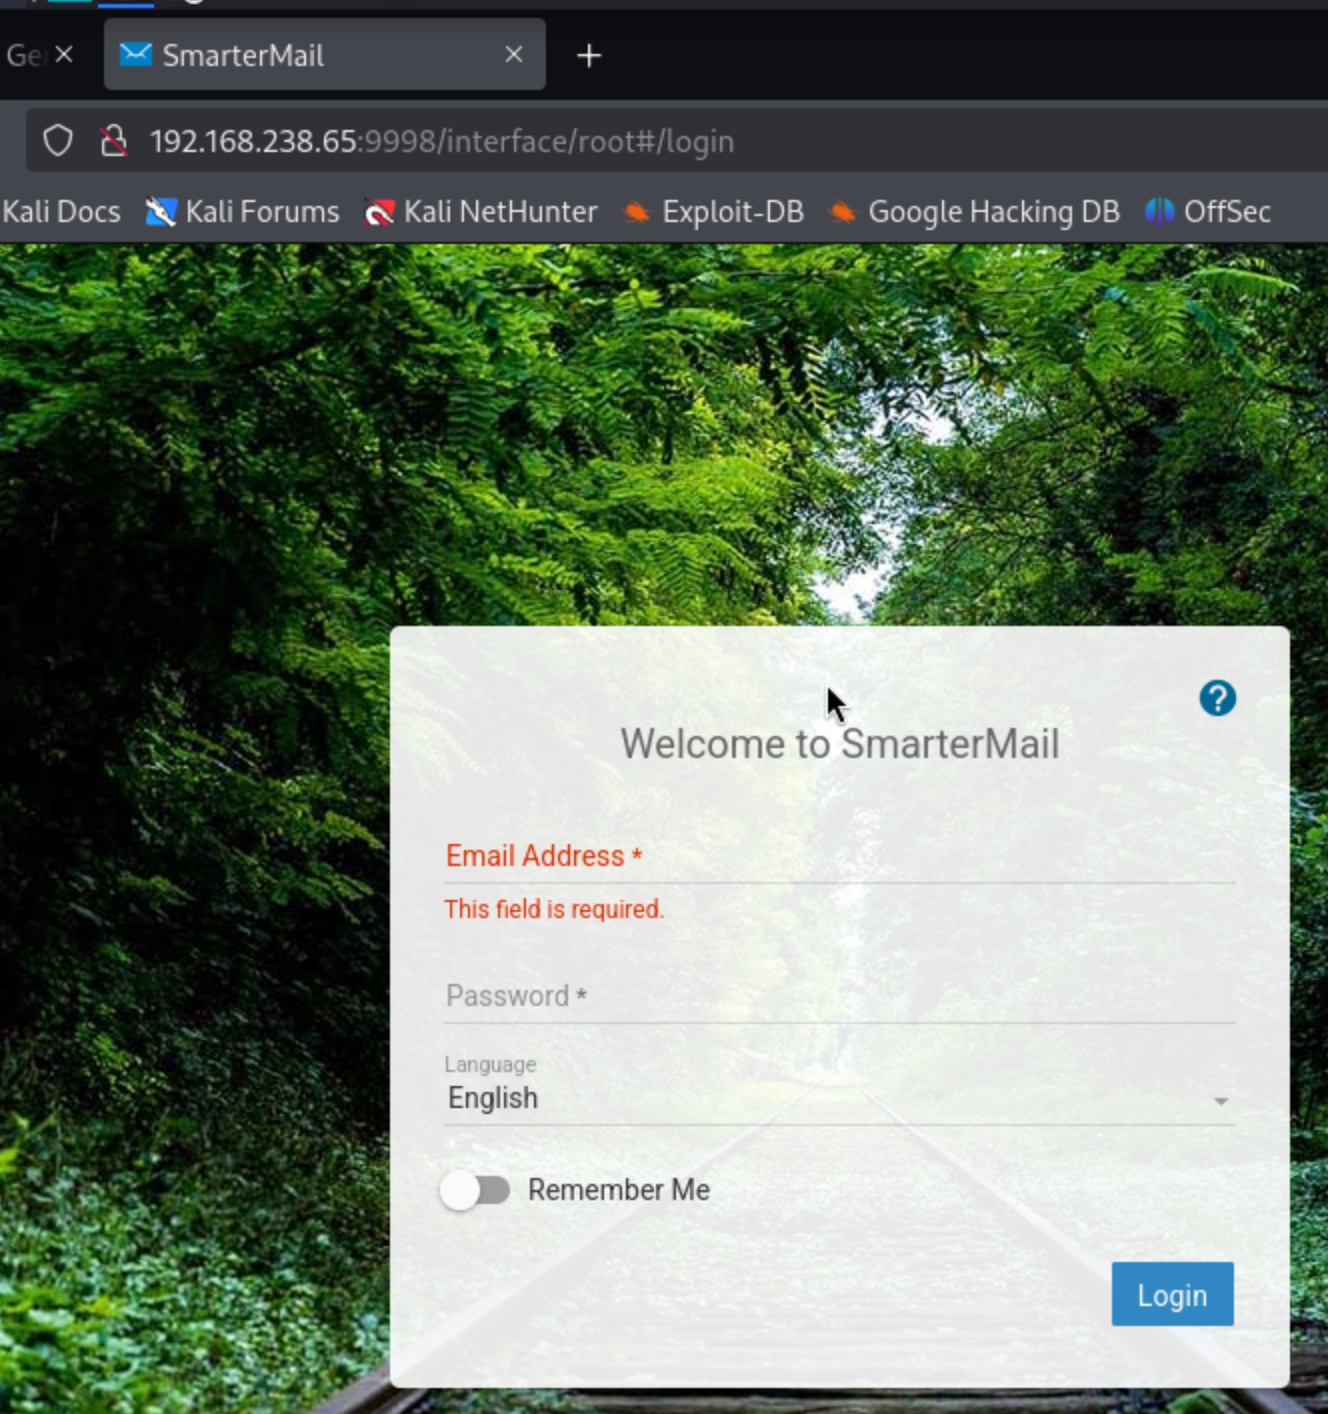 Ge
SmarterMail
192.168.238.65:9998/interface/root#/login
Kali Docs Kali Forums Kali NetHunter Exploit-DB Google Hacking DB OffSec
?
Welcome to SmarterMail
Email Address *
This field is required.
Password *
Language
English
Remember Me
Login